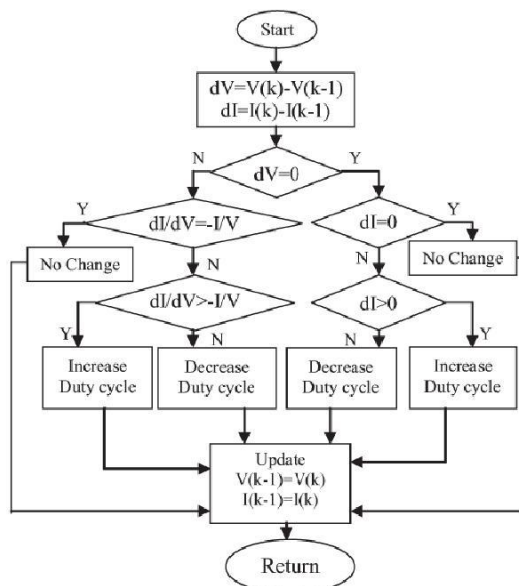 Start
dV=V(k)-V(k-1)
dI=I(k)-I(k-1)
N
Y
dV=0
Y
dI/dV=-I/V
dI=0
Y
No Change
N
N
No Change
dI/dV>-I/V
dI>0
Y
N
N
Y
Increase
Duty cycle
Decrease
Duty cycle
Decrease
Duty cycle
Increase
Duty cycle
Update
V(k-1)=V(k)
I(k-1)=I(k)
Return